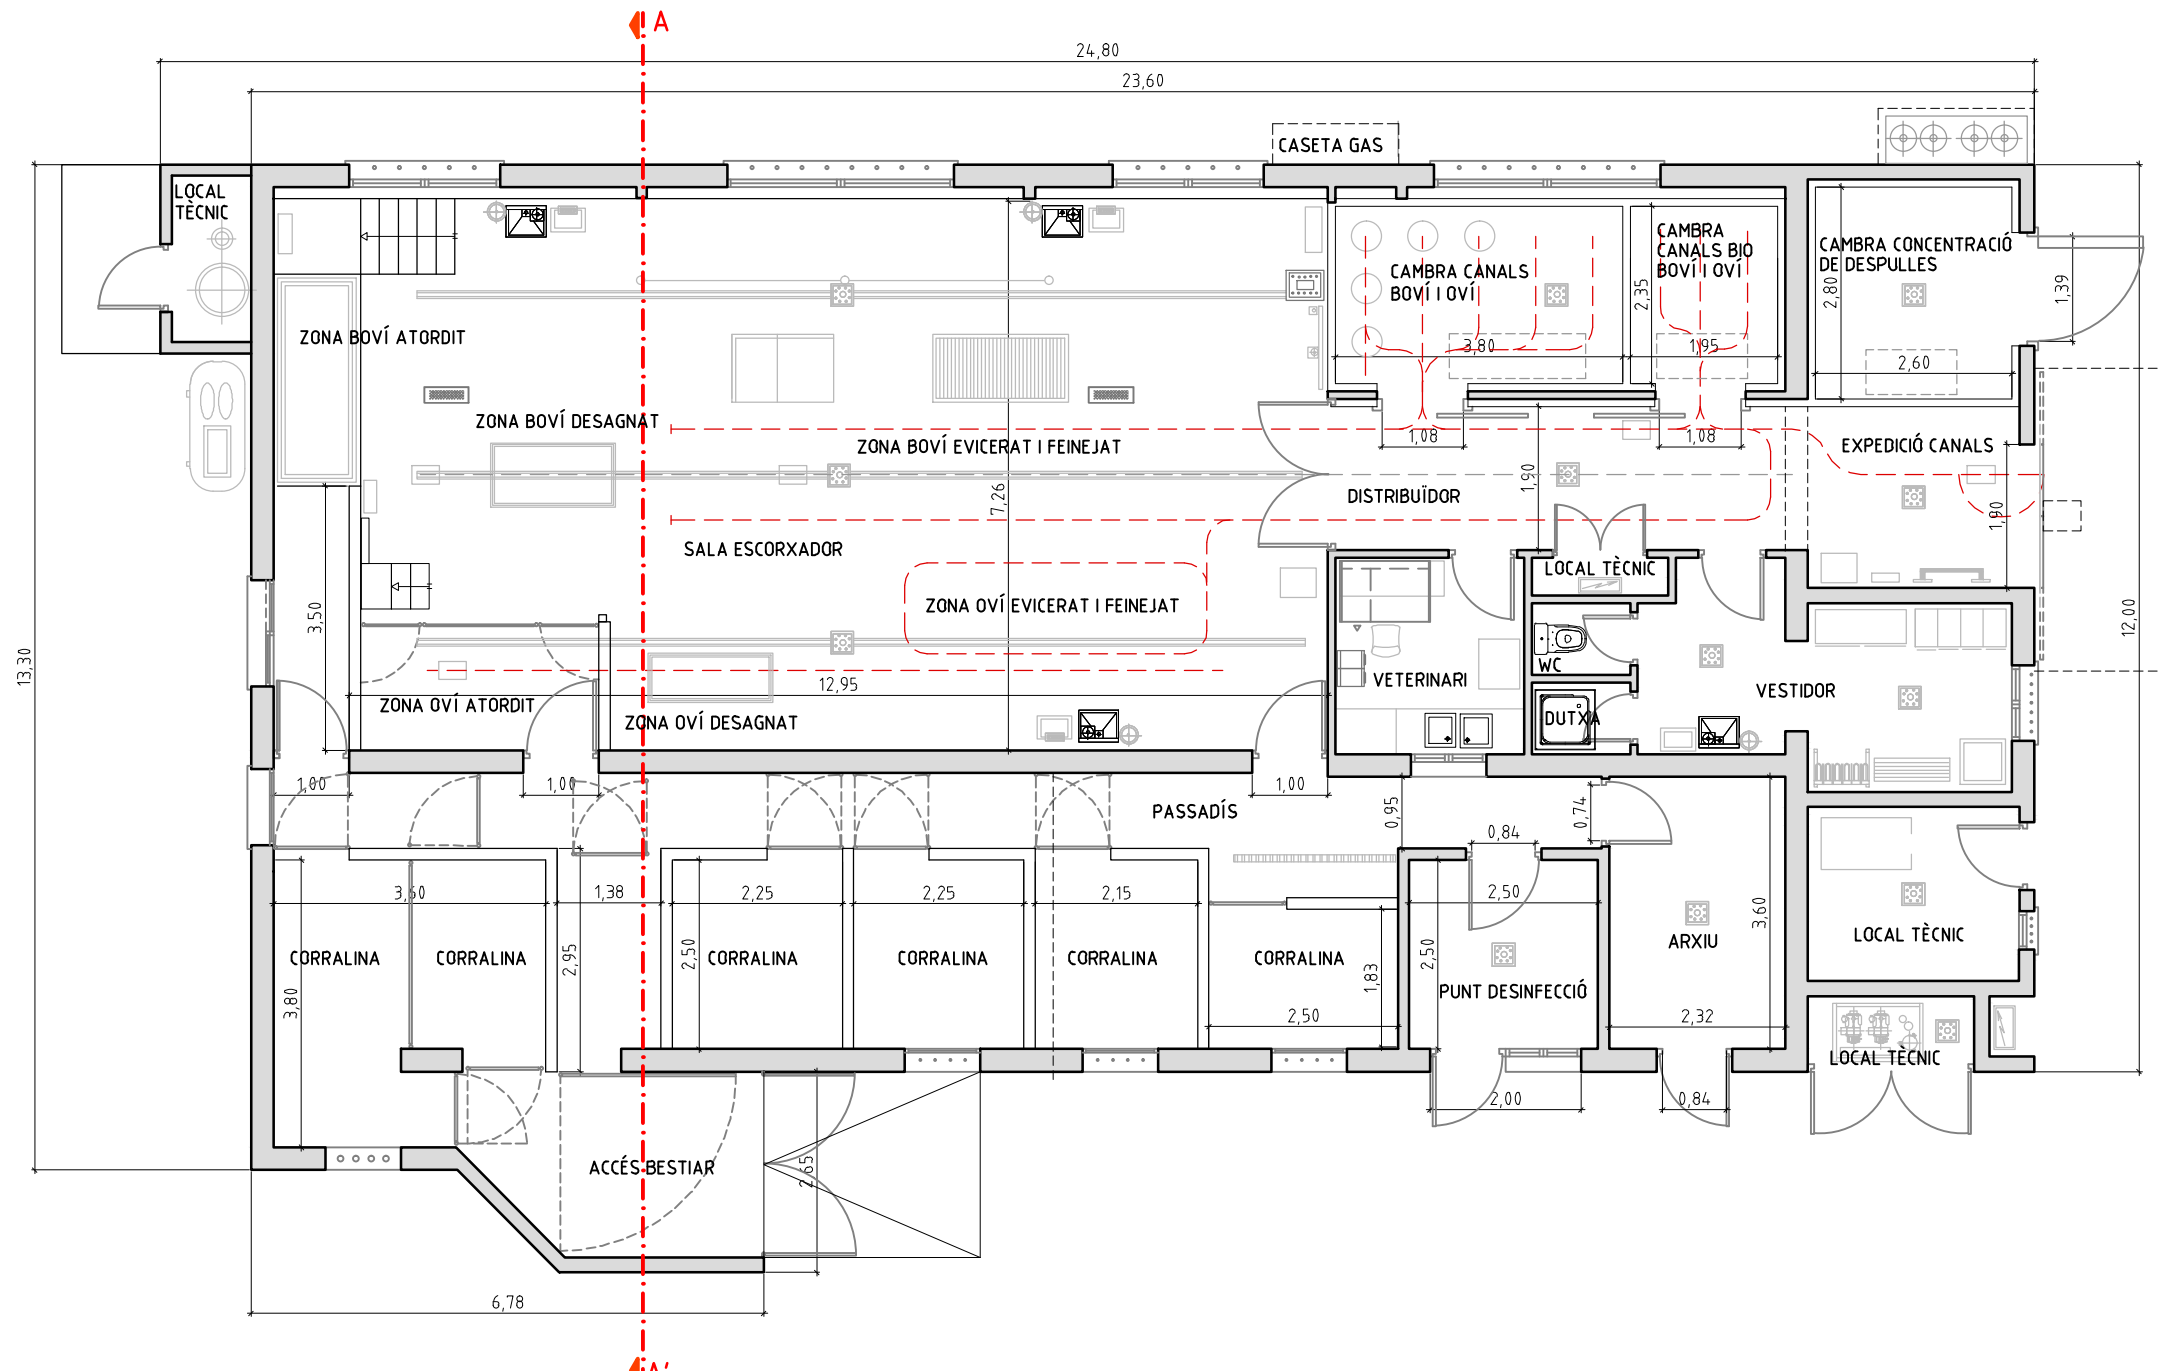 A
24,80
23,60
CASETA GAS
LOCAL
TÈCNIC
CAMBRA
CANALS BIO
BOVÍ I OVÍ
CAMBRA CONCENTRACIÓ
DE DESPULLES
CAMBRA CANALS
BOVÍ I OVÍ
2,35
2,80
1,39
ZONA BOVÍ ATORDIT
3,80
1,95
2,60
ZONA BOVÍ DESAGNAT
ZONA BOVÍ EVICERAT I FEINEJAT
1,08
1,08
EXPEDICIÓ CANALS
1,90
7,26
DISTRIBUÏDOR
1,90
SALA ESCORXADOR
LOCAL TÈCNIC
3,50
ZONA OVÍ EVICERAT I FEINEJAT
12,00
13,30
WC
VETERINARI
12,95
VESTIDOR
ZONA OVÍ ATORDIT
ZONA OVÍ DESAGNAT
DUTXA
1,00
1,00
1,00
PASSADÍS
0,95
0,74
0,84
3,60
1,38
2,25
2,25
2,15
2,50
3,60
LOCAL TÈCNIC
ARXIU
CORRALINA
CORRALINA
2,95
2,50
CORRALINA
CORRALINA
CORRALINA
CORRALINA
1,83
2,50
PUNT DESINFECCIÓ
3,80
2,50
2,32
LOCAL TÈCNIC
2,00
0,84
ACCÉS BESTIAR
2,65
6,78
A'